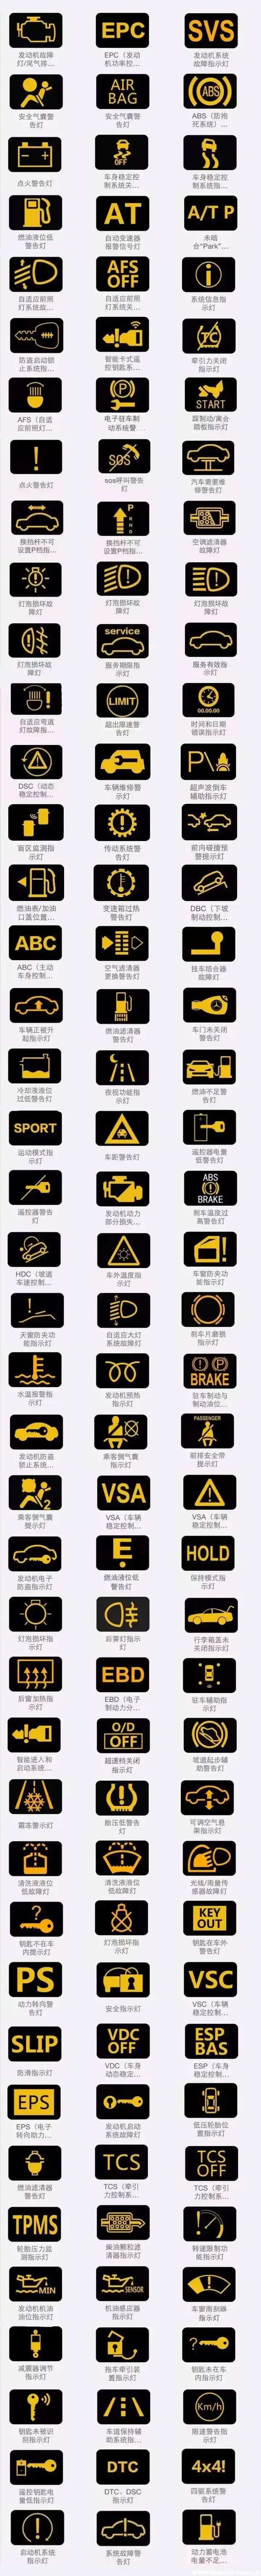 EPC
SVS
发动机故障
EPC（发动
发动机系统
灯/尾气排...
机功率控...
故障指示灯
AIR
BAG
(ABS)
安全气囊警
安全气囊警
ABS（防抱
告灯
告灯
死系统）...
OFF
点火警告灯
车身稳定控
车身稳定控
制系统关...
制系统指...
AT
A/T P
燃油液位低
自动变速器
未啮
警告灯
报警信号灯
合"Park"...
AFS
OFF
自适应前照
自适应前照
系统信息指
灯系统故...
灯系统关...
示灯
防盗启动锁
智能卡式遥
牵引力关闭
止系统指...
控钥匙系...
指示灯
START
AFS（自适
电子驻车制
踩制动/离合
应前照灯...
动系统警...
踏板指示灯
SOS
点火警告灯
sos呼叫警告
汽车需要维
灯
修警告灯
换挡杆不可
换挡杆不可
空调滤清器
设置P档指...
设置P档指...
故障灯
灯泡损坏故
灯泡损坏故
灯泡损坏故
障灯
障灯
障灯
service
灯泡损坏故
服务期限指
服务有效指
障灯
示灯
示灯
LIMIT
00.00.00
自适应弯道
超出限速警
时间和日期
灯故障指...
告灯
错误指示灯
DSC（动态
车辆维修警
超声波倒车
稳定控制...
示灯
辅助指示灯
盲区监测指
传动系统警
前向碰撞预
示灯
告灯
警提示灯
燃油表/加油
变速箱过热
DBC（下坡
口盖位置...
警告灯
制动控制...
ABC
ABC（主动
空气滤清器
挂车结合器
车身控制...
更换警告灯
故障灯
车辆正被升
燃油滤清器
车门未关闭
起指示灯
警告灯
警告灯
冷却液液位
夜视功能指
燃油不足警
过低警告灯
示灯
告灯
SPORT
运动模式指
车距警告灯
遥控器电量
示灯
低警告灯
ABS
BRAKE
遥控器警告
发动机动力
刹车温度过
灯
部分损失...
高警告灯
HDC（坡道
车外温度指
车窗防夹功
车速控制...
示灯
能指示灯
天窗防夹功
自适应大灯
刹车片磨损
能指示灯
系统故障灯
指示灯
BRAKE
水温报警指
发动机预热
驻车制动与
示灯
指示灯
制动油位...
PASSENGER
发动机防盗
乘客侧气囊
前排安全带
锁止系统...
指示灯
提示灯
VSA
乘客侧气囊
VSA（车辆
VSA（车辆
提示灯
稳定控制...
稳定控制...
E
HOLD
发动机电子
燃油液位低
保持模式指
防盗指示灯
警告灯
示灯
灯泡损坏指
后雾灯指示
行李箱盖未
示灯
灯
关闭指示灯
EBD
后窗加热指
EBD（电子
驻车辅助指
示灯
制动力分...
示灯
O/D
OFF
智能进入和
超速档关闭
坡道起步辅
启动系统...
指示灯
助警告灯
霜冻警示灯
胎压低警告
可调空气悬
灯
架指示灯
清洗液液位
清洗液液位
光线/雨量传
低故障灯
低故障灯
感器故障灯
KEY
OUT
钥匙不在车
灯泡损坏指
钥匙在车外
内提示灯
示灯
警告灯
PS
VSC
动力转向警
安全指示灯
VSC（车辆
告灯
稳定控制...
SLIP
VDC
OFF
ESP
BAS
防滑指示灯
VDC（车身
ESP（车身
动态稳定...
稳定控制...
EPS
EPS（电子
发动机启动
低压轮胎位
转向助力...
系统故障灯
置指示灯
TCS
TCS
OFF
燃油滤清器
TCS（牵引
TCS（牵引
警告灯
力控制系...
力控制系...
TPMS
轮胎压力监
柴油颗粒滤
转速限制功
测指示灯
清器指示灯
能指示灯
MIN
SENSOR
发动机机油
机油感应器
车窗雨刮器
油位指示灯
指示灯
指示灯
减震器调节
拖车牵引装
钥匙未在车
指示灯
置指示灯
内指示灯
Km/h
钥匙未被识
车道保持辅
限速警告指
别指示灯
助系统指...
示灯
DTC
4x4!
遥控钥匙电
DTC、DSC
四驱系统警
量低指示灯
指示灯
告灯
启动机系统
系统故障警
动力蓄电池
指示灯
告灯
电量不足...